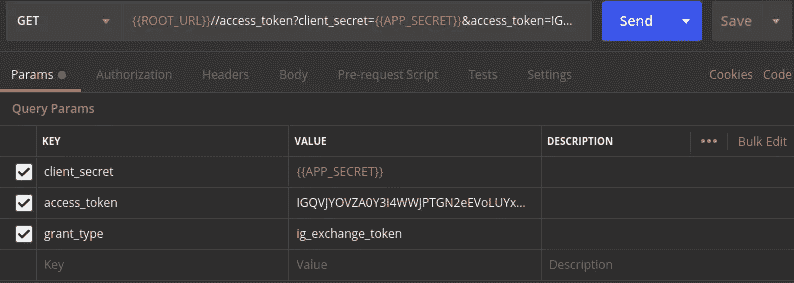 GET {{ROOT_URL}}//access_token?client_secret={{APP_SECRET}}&access_token=IG... Send Save
Params Authorization Headers Body Pre-request Script Tests Settings Cookies Code
Query Params
KEY VALUE DESCRIPTION ••• Bulk Edit
client_secret {{APP_SECRET}}
access_token IGQVJYOVZA0Y3I4WWJPTGN2eEVoLUYx...
grant_type ig_exchange_token
Key Value Description